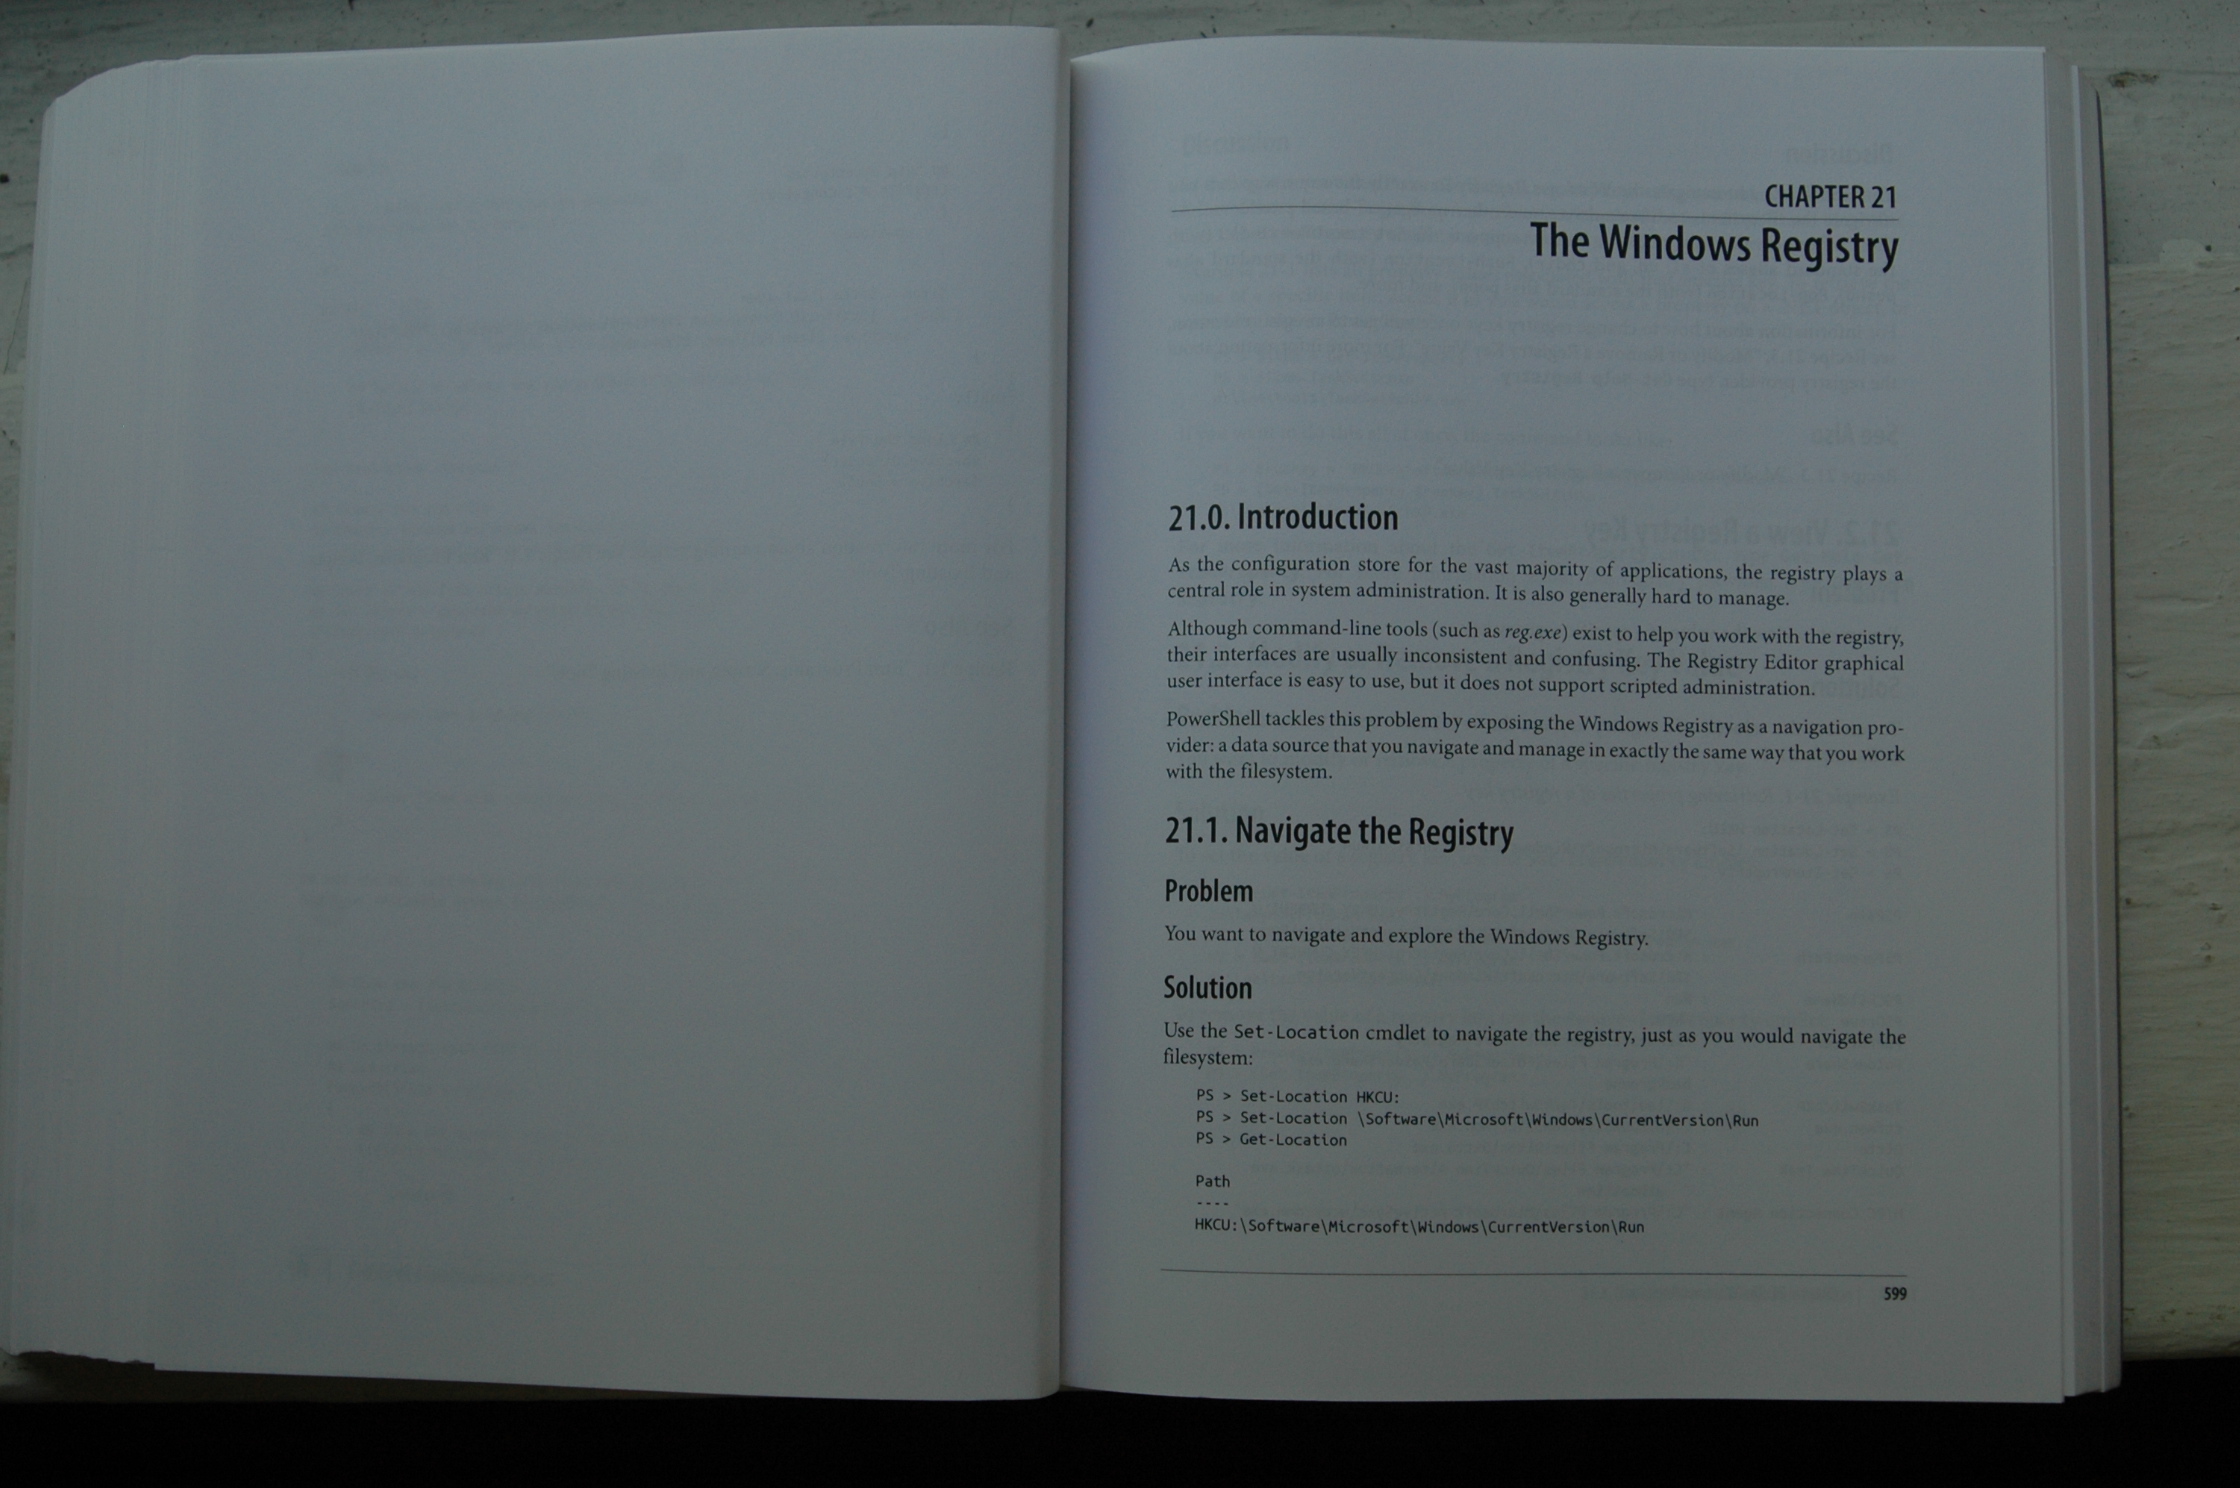 CHAPTER 21
The Windows Registry
21.0. Introduction
As the configuration store for the vast majority of applications, the registry plays a
central role in system administration. It is also generally hard to manage.
Although command-line tools (such as reg.exe) exist to help you work with the registry,
their interfaces are usually inconsistent and confusing. The Registry Editor graphical
user interface is easy to use, but it does not support scripted administration.
PowerShell tackles this problem by exposing the Windows Registry as a navigation pro-
vider: a data source that you navigate and manage in exactly the same way that you work
with the filesystem.
21.1. Navigate the Registry
Problem
You want to navigate and explore the Windows Registry.
Solution
Use the Set-Location cmdlet to navigate the registry, just as you would navigate the
filesystem:
PS > Set-Location HKCU:
PS > Set-Location \Software\Microsoft\Windows\CurrentVersion\Run
PS > Get-Location
Path
----
HKCU:\Software\Microsoft\Windows\CurrentVersion\Run
599